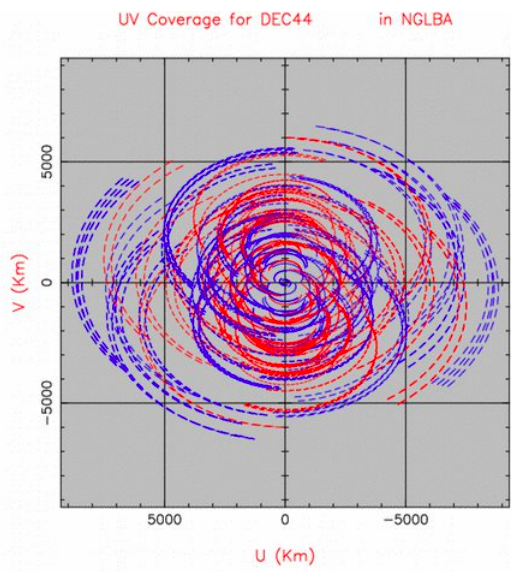 UV Coverage for DEC44 in NGLBA
5000
0
−5000
V (Km)
5000 0 −5000
U (Km)